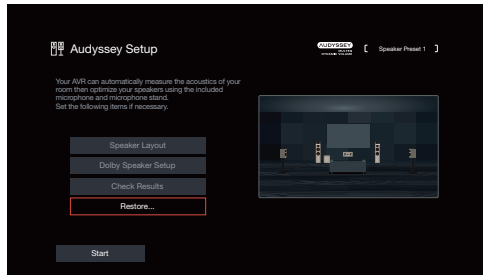 Audyssey Setup
AUDYSSEY
[ Speaker Preset 1 ]
Your AVR can automatically measure the acoustics of your
room then optimize your speakers using the included
microphone and microphone stand.
Set the following items if necessary.
Speaker Layout
Dolby Speaker Setup
Check Results
Restore...
Start